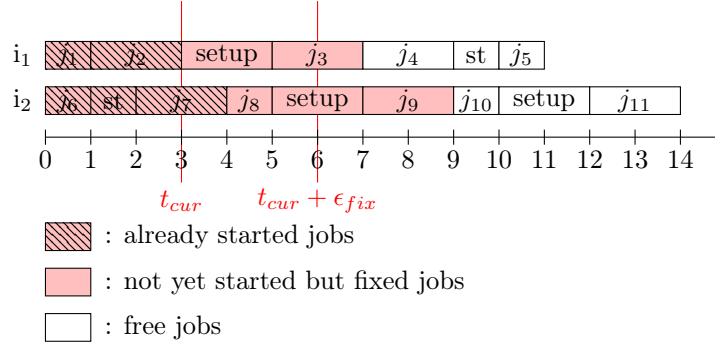 i1 j1 j2 setup j3 j4 st j5
i2 j6 st j7 j8 setup j9 j10 setup j11
0 1 2 3 4 5 6 7 8 9 10 11 12 13 14
tcur tcur + ϵfix
: already started jobs
: not yet started but fixed jobs
: free jobs